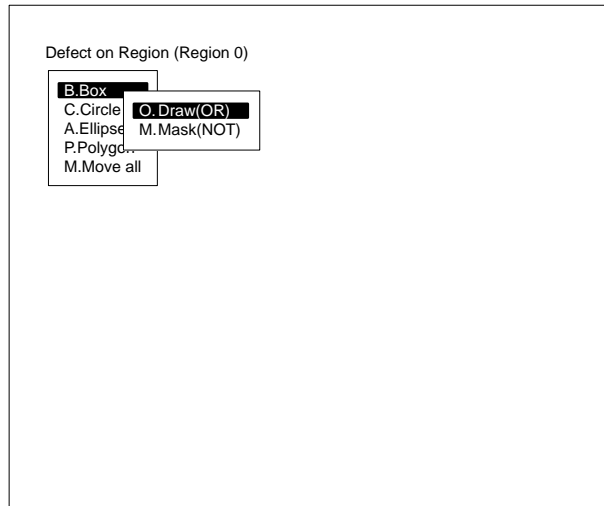 Defect on Region (Region 0)
B.Box
C.Circle
A.Ellipse
P.Polygon
M.Move all
O.Draw(OR)
M.Mask(NOT)